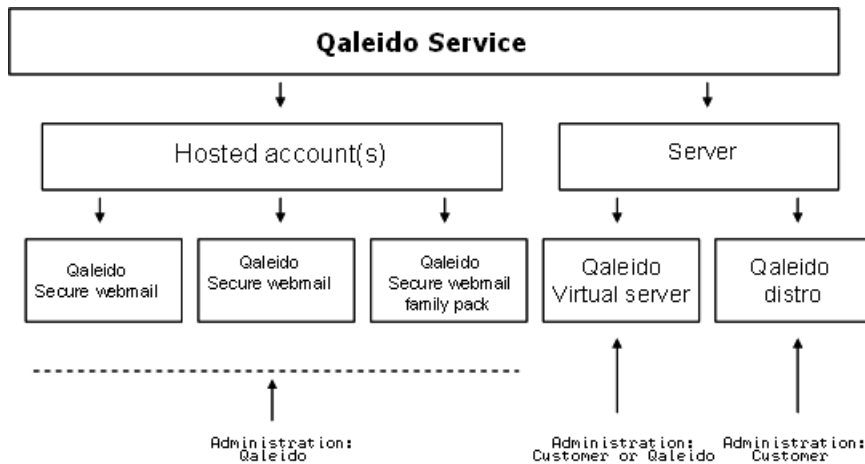 Qaleido Service
Hosted account(s)
Server
Qaleido
Secure webmail
Qaleido
Secure webmail
Qaleido
Secure webmail
family pack
Qaleido
Virtual server
Qaleido
distro
Administration:
Qaleido
Administration:
Customer or Qaleido
Administration:
Customer